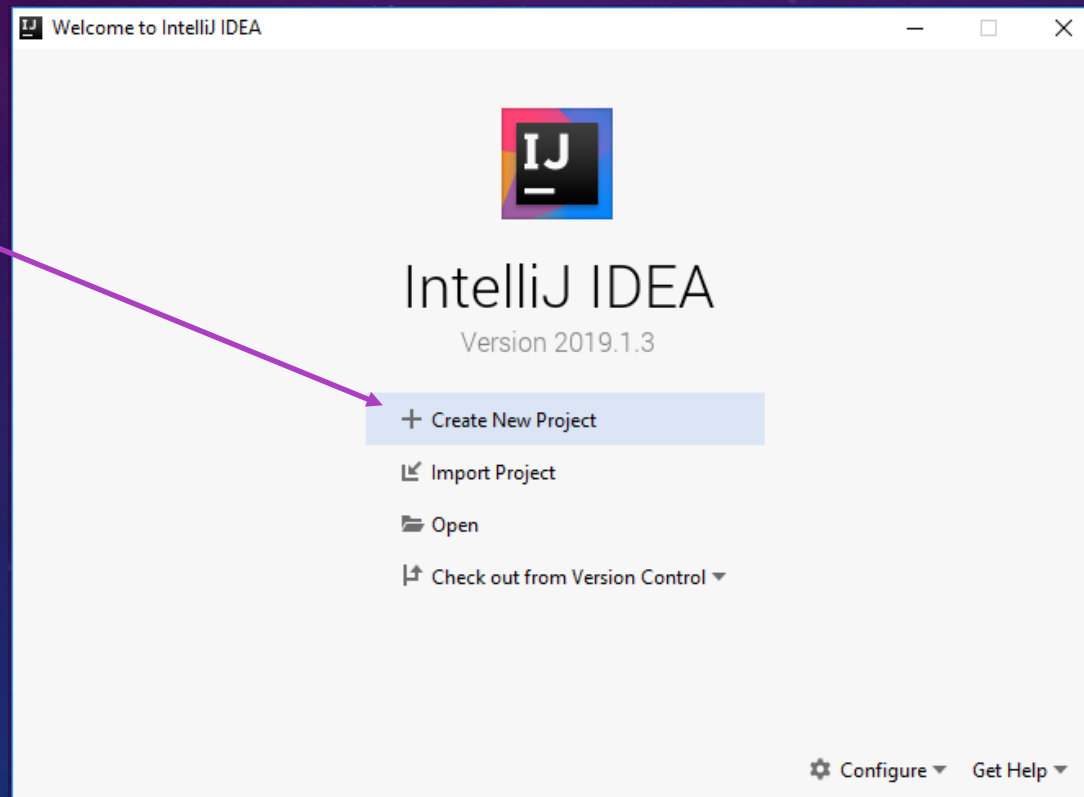 IJ Welcome to IntelliJ IDEA
IJ
IntelliJ IDEA
Version 2019.1.3
Create New Project
Import Project
Open
Check out from Version Control
Configure Get Help